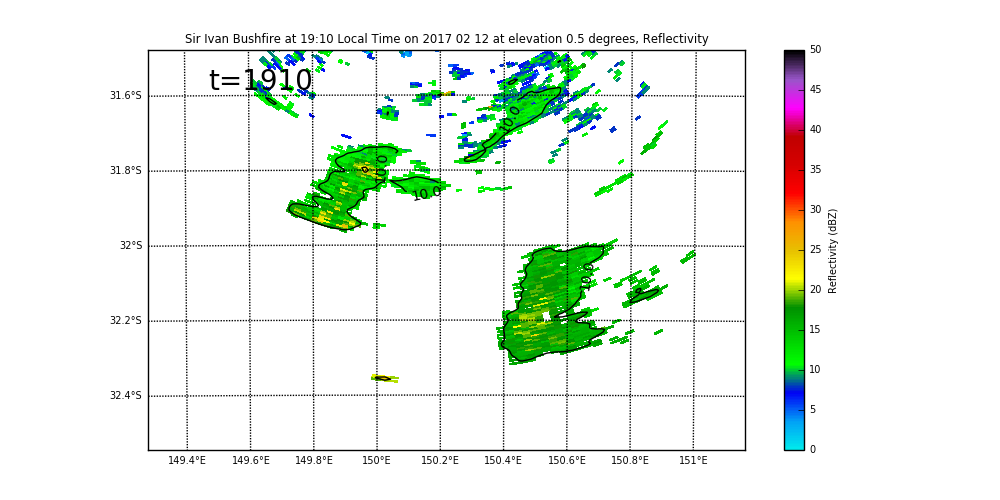 Sir Ivan Bushfire at 19:10 Local Time on 2017 02 12 at elevation 0.5 degrees, Reflectivity
t=1910
31.6°S
31.8°S
32°S
32.2°S
32.4°S
149.4°E 149.6°E 149.8°E 150°E 150.2°E 150.4°E 150.6°E 150.8°E 151°E
10.0
10.0
10.0
10.0
50
45
40
35
30
25
20
15
10
5
0
Reflectivity (dBZ)